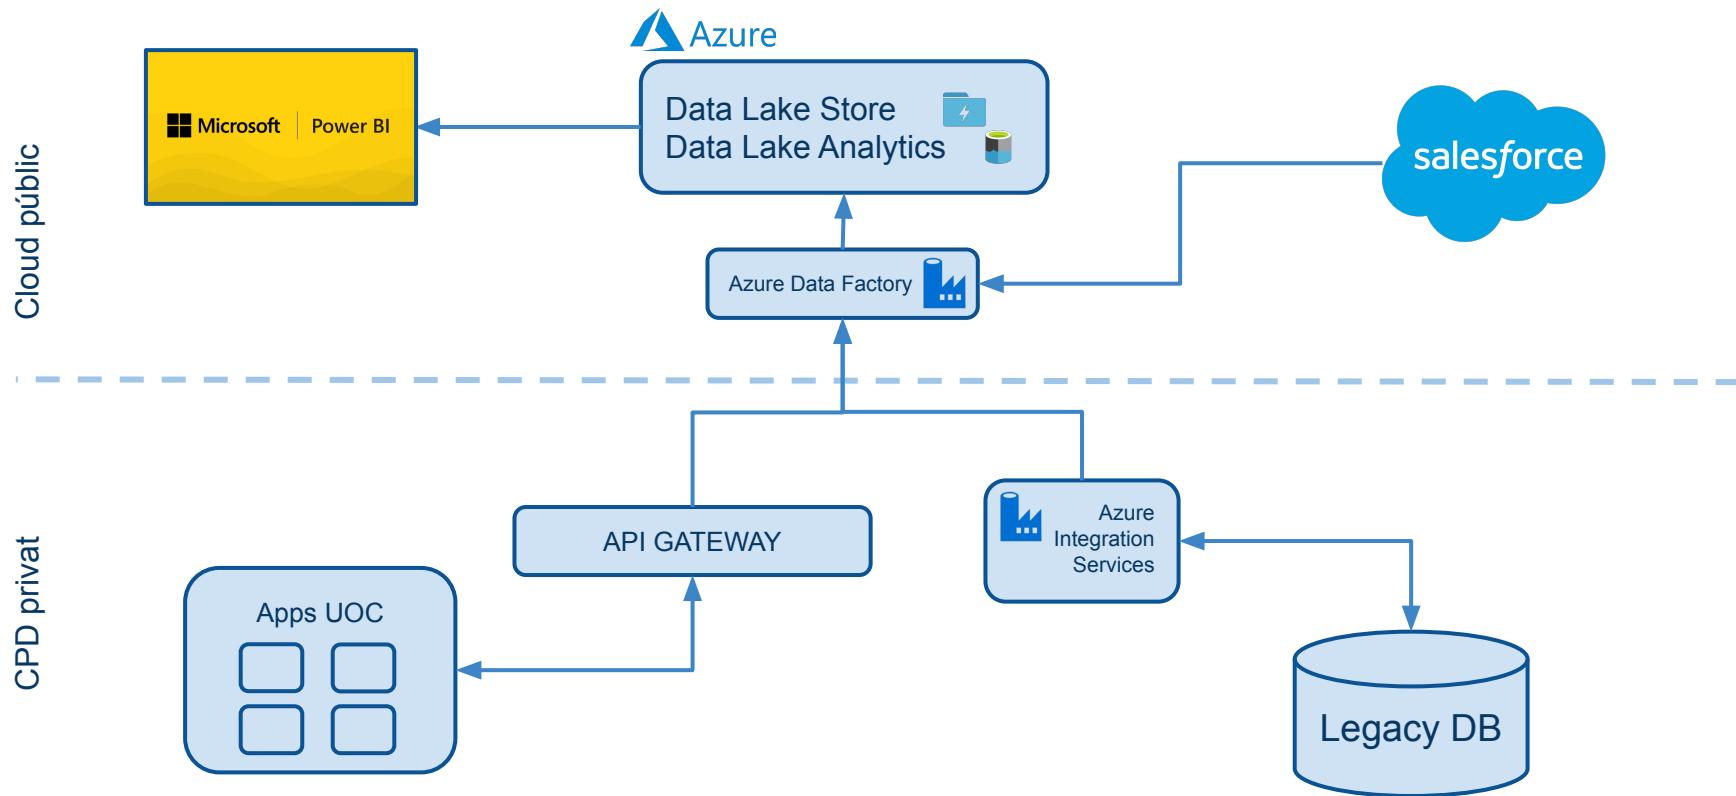 Azure
Microsoft | Power BI
Data Lake Store
Data Lake Analytics
salesforce
Cloud públic
Azure Data Factory
API GATEWAY
Azure
Integration
Services
CPD privat
Apps UOC
Legacy DB